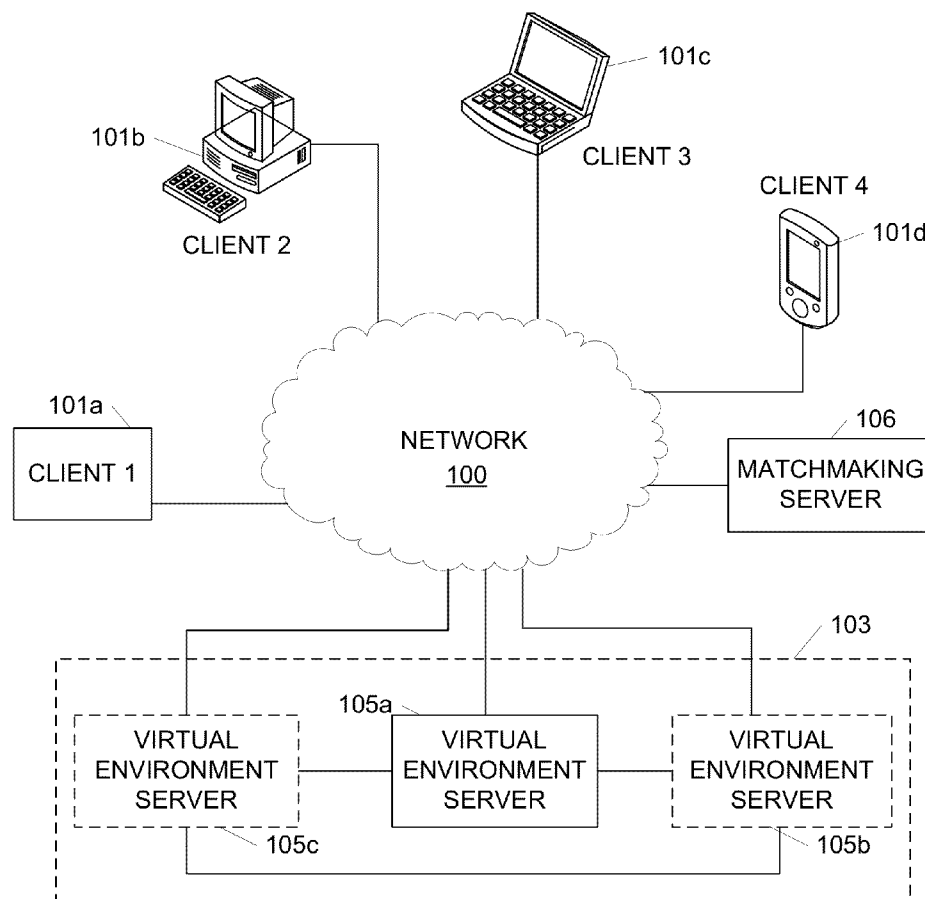 101c
101b
CLIENT 3
CLIENT 4
CLIENT 2
101d
101a
106
CLIENT 1
NETWORK
100
MATCHMAKING
SERVER
103
105a
VIRTUAL
ENVIRONMENT
SERVER
VIRTUAL
ENVIRONMENT
SERVER
VIRTUAL
ENVIRONMENT
SERVER
105c
105b